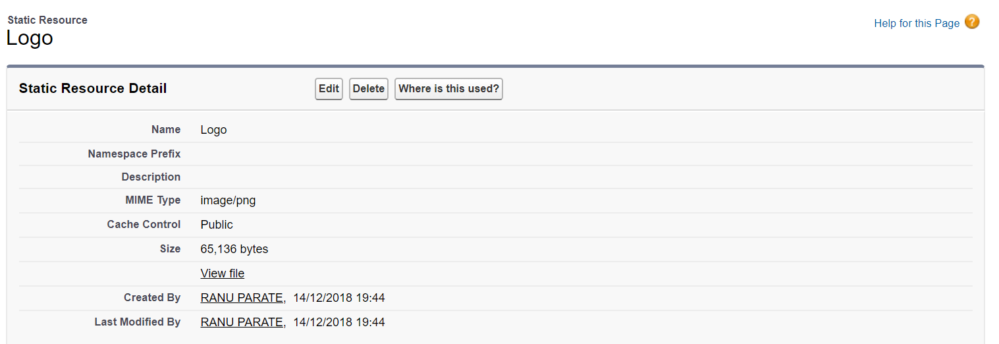 Static Resource
Logo
Help for this Page ?
Static Resource Detail Edit Delete Where is this used?
Name Logo
Namespace Prefix
Description
MIME Type image/png
Cache Control Public
Size 65,136 bytes
View file
Created By RANU PARATE, 14/12/2018 19:44
Last Modified By RANU PARATE, 14/12/2018 19:44